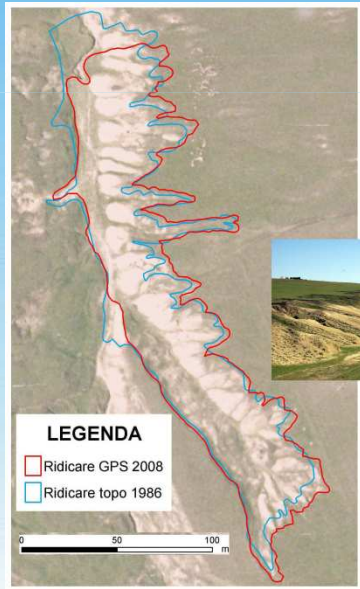 LEGENDA
Ridicare GPS 2008
Ridicare topo 1986
0 50 100
m